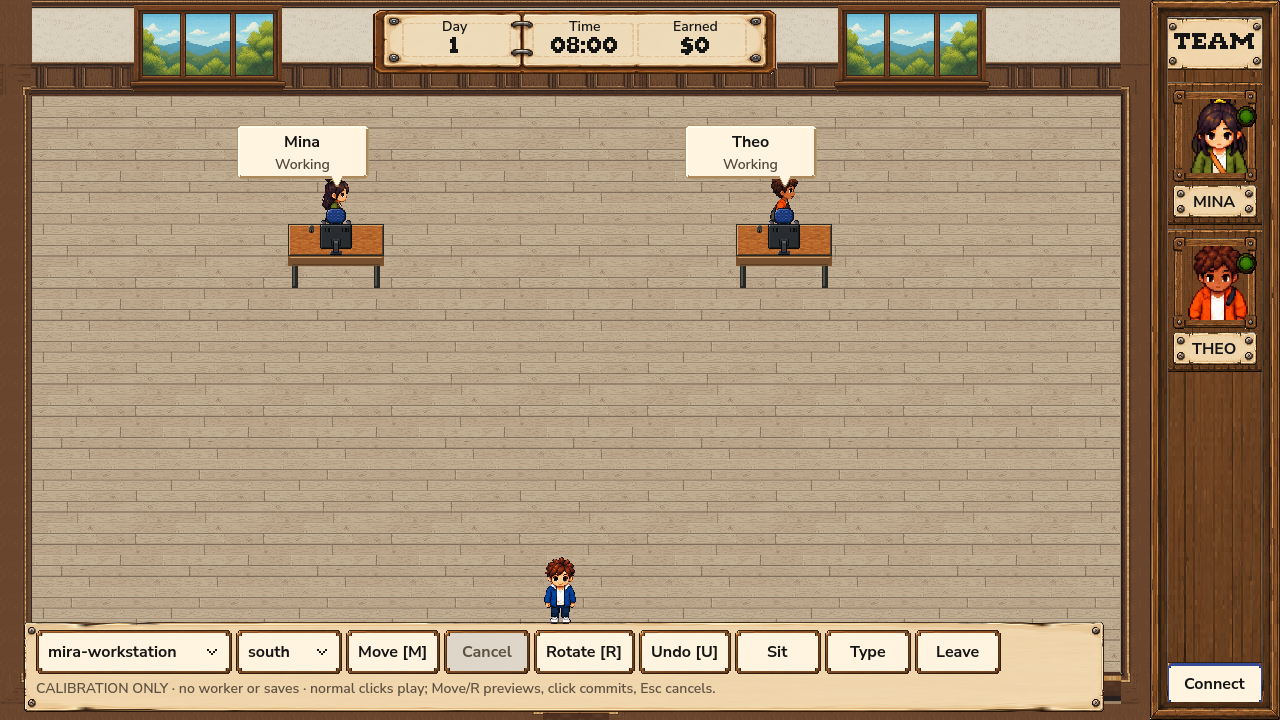 Day
1
Time
08:00
Earned
$0
TEAM
Mina
Working
Theo
Working
MINA
THEO
mira-workstation
south
Move [M]
Cancel
Rotate [R]
Undo [U]
Sit
Type
Leave
CALIBRATION ONLY · no worker or saves · normal clicks play; Move/R previews, click commits, Esc cancels.
Connect